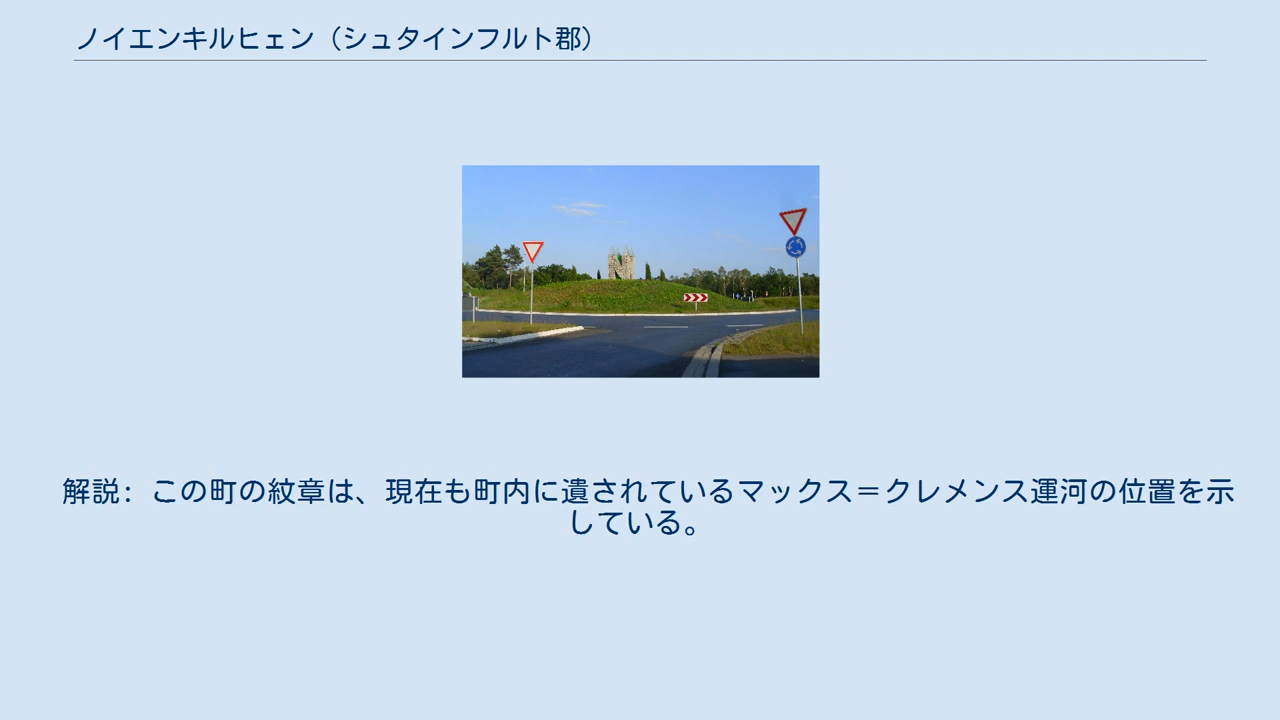 ノイエンキルヒェン（シュタインフルト郡）
解説: この町の紋章は、現在も町内に遺されているマックス＝クレメンス運河の位置を示
している。